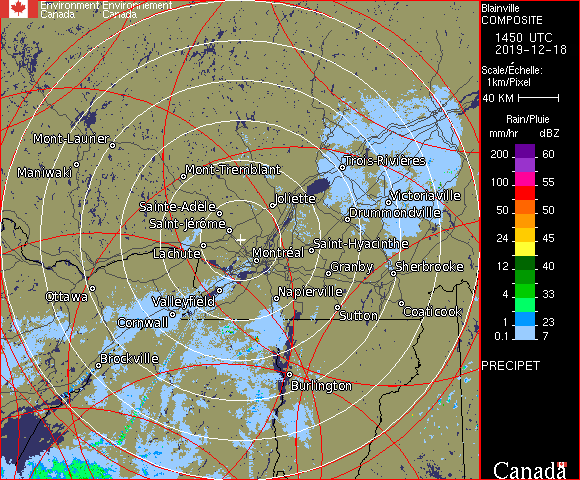 Environment Environnement
Canada Canada
Blainville
COMPOSITE
1450 UTC
2019-12-18
Scale/Échelle:
1km/Pixel
40 KM
Rain/Pluie
mm/hr dBZ
200 60
100 55
50 50
24 45
12 40
4 33
1 23
0.1 7
PRECIPET
Canada
Mont-Laurier
Maniwaki
Mont-Tremblant
Trois-Rivières
Sainte-Adèle
Joliette
Victoriaville
Saint-Jérôme
Drummondville
Lachute
Montréal
Saint-Hyacinthe
Granby
Sherbrooke
Ottawa
Valleyfield
Napierville
Cornwall
Sutton
Coaticook
Brockville
Burlington